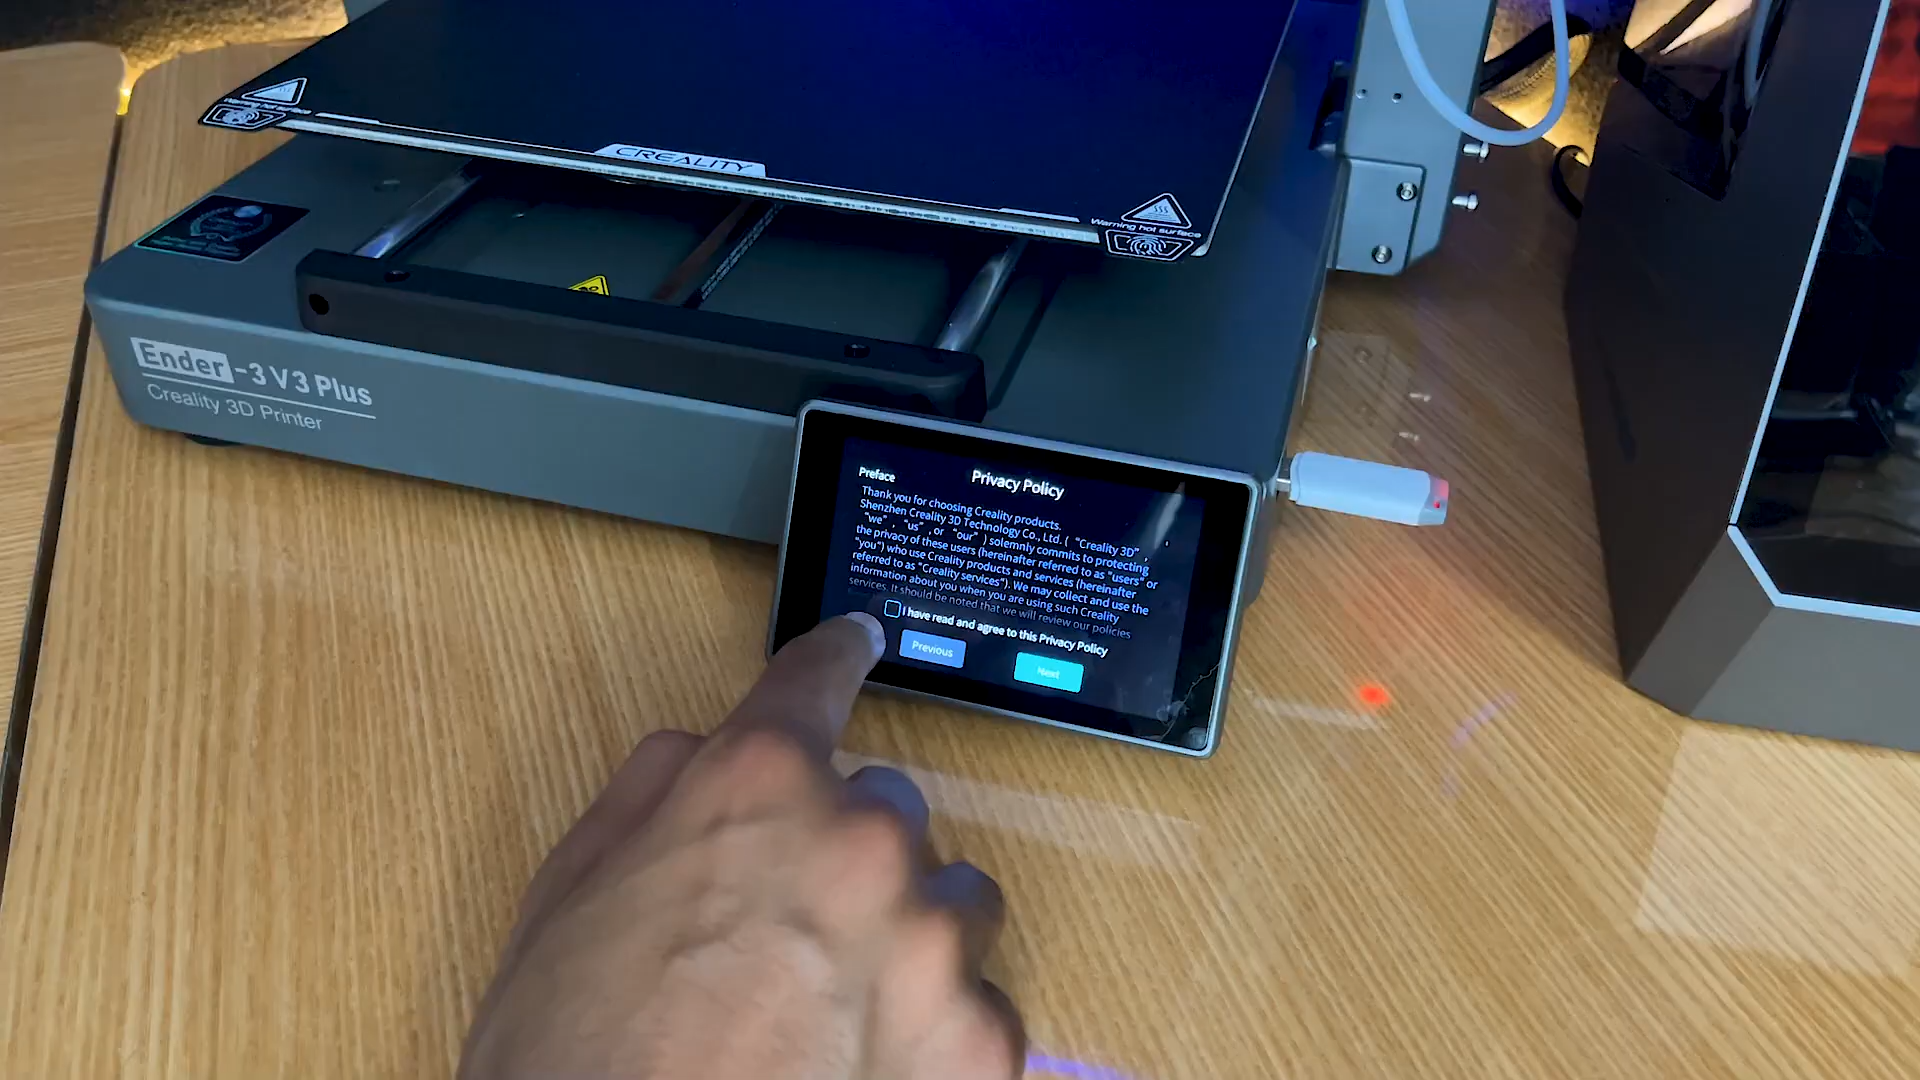 Warning hot surface
CREALITY
Warning hot surface
Ender-3 V3 Plus
Creality 3D Printer
Privacy Policy
Preface
Thank you for choosing Creality products.
Shenzhen Creality 3D Technology Co., Ltd. ( "Creality 3D" ,
"we" , "us" , or "our" ) solemnly commits to protecting
the privacy of these users (hereinafter referred to as "users" or
"you") who use Creality products and services (hereinafter
referred to as "Creality services"). We may collect and use the
information about you when you are using such Creality
services. It should be noted that we will review our policies
I have read and agree to this Privacy Policy
Previous
Next